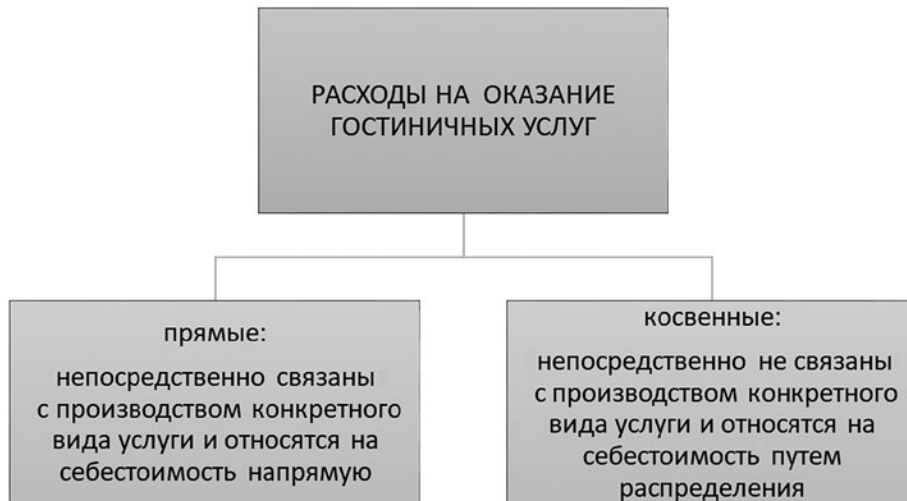 РАСХОДЫ НА ОКАЗАНИЕ
ГОСТИНИЧНЫХ УСЛУГ
прямые:
непосредственно связаны
с производством конкретного
вида услуги и относятся на
себестоимость напрямую
косвенные:
непосредственно не связаны
с производством конкретного
вида услуги и относятся на
себестоимость путем
распределения